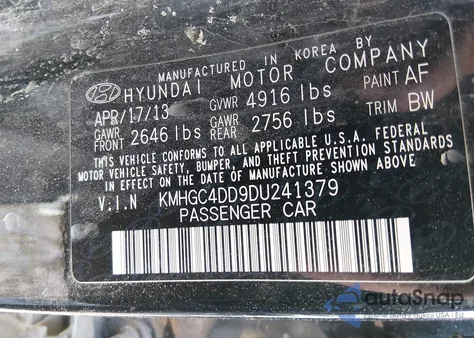 MANUFACTURED IN KOREA BY
HYUNDAI MOTOR COMPANY
APR/17/13 GVWR 4916 lbs PAINT AF
GAWR FRONT 2646 lbs GAWR REAR 2756 lbs TRIM BW
THIS VEHICLE CONFORMS TO ALL APPLICABLE U.S.A. FEDERAL
MOTOR VEHICLE SAFETY, BUMPER, AND THEFT PREVENTION STANDARDS
IN EFFECT ON THE DATE OF MANUFACTURE SHOWN ABOVE.
V.I.N KMHGC4DD9DU241379
PASSENGER CAR
autoSnap